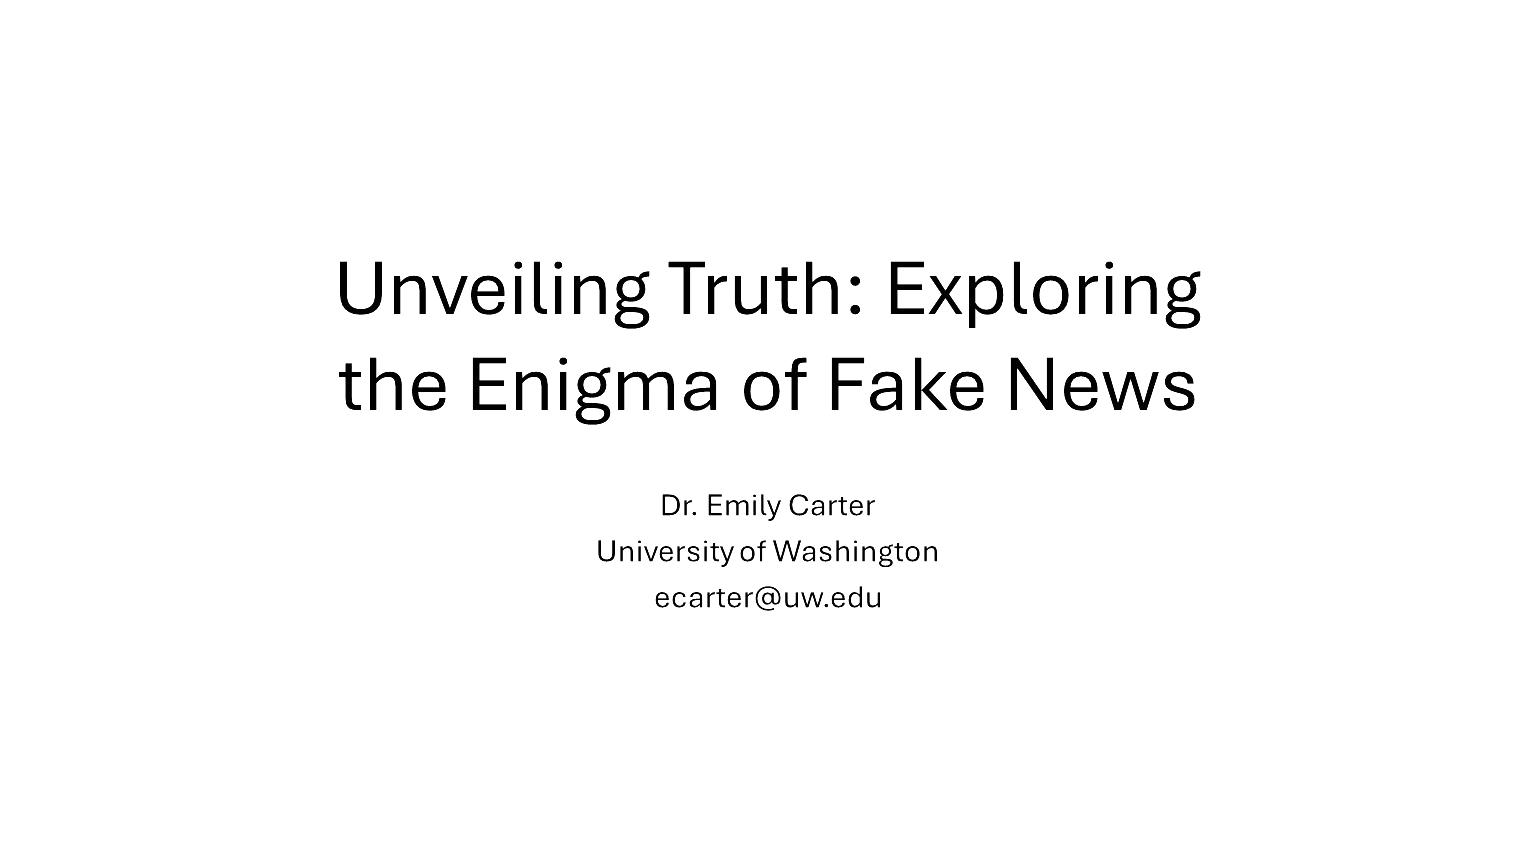 Unveiling Truth: Exploring
the Enigma of Fake News
Dr. Emily Carter
University of Washington
ecarter@uw.edu